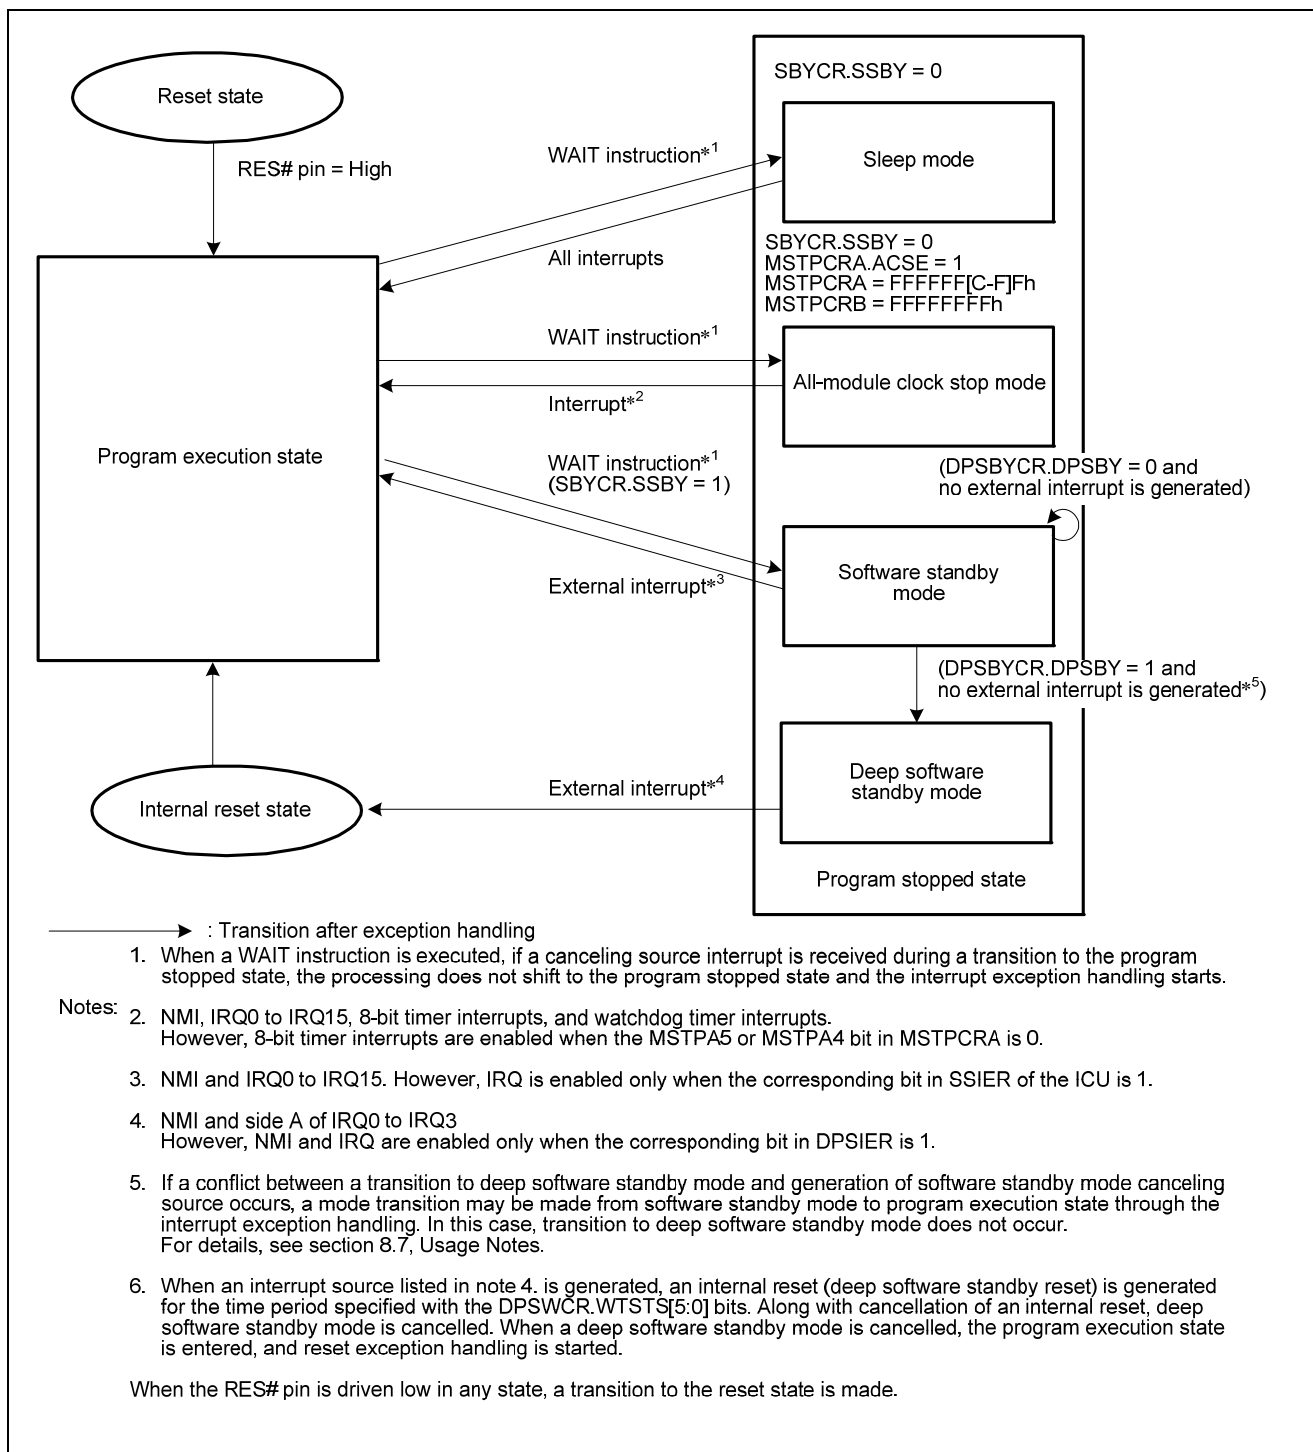 SBYCR.SSBY = 0
Reset state
RES# pin = High
WAIT instruction*1
Sleep mode
All interrupts
SBYCR.SSBY = 0
MSTPCRA.ACSE = 1
MSTPCRA = FFFFFF[C-F]Fh
MSTPCRB = FFFFFFFFh
WAIT instruction*1
All-module clock stop mode
Interrupt*2
Program execution state
WAIT instruction*1
(SBYCR.SSBY = 1)
(DPSBYCR.DPSBY = 0 and
no external interrupt is generated)
Software standby
mode
External interrupt*3
(DPSBYCR.DPSBY = 1 and
no external interrupt is generated*5)
Deep software
standby mode
External interrupt*4
Internal reset state
Program stopped state
: Transition after exception handling
Notes:
1. When a WAIT instruction is executed, if a canceling source interrupt is received during a transition to the program
stopped state, the processing does not shift to the program stopped state and the interrupt exception handling starts.
2. NMI, IRQ0 to IRQ15, 8-bit timer interrupts, and watchdog timer interrupts.
However, 8-bit timer interrupts are enabled when the MSTPA5 or MSTPA4 bit in MSTPCRA is 0.
3. NMI and IRQ0 to IRQ15. However, IRQ is enabled only when the corresponding bit in SSIER of the ICU is 1.
4. NMI and side A of IRQ0 to IRQ3
However, NMI and IRQ are enabled only when the corresponding bit in DPSIER is 1.
5. If a conflict between a transition to deep software standby mode and generation of software standby mode canceling
source occurs, a mode transition may be made from software standby mode to program execution state through the
interrupt exception handling. In this case, transition to deep software standby mode does not occur.
For details, see section 8.7, Usage Notes.
6. When an interrupt source listed in note 4. is generated, an internal reset (deep software standby reset) is generated
for the time period specified with the DPSWCR.WTSTS[5:0] bits. Along with cancellation of an internal reset, deep
software standby mode is cancelled. When a deep software standby mode is cancelled, the program execution state
is entered, and reset exception handling is started.
When the RES# pin is driven low in any state, a transition to the reset state is made.